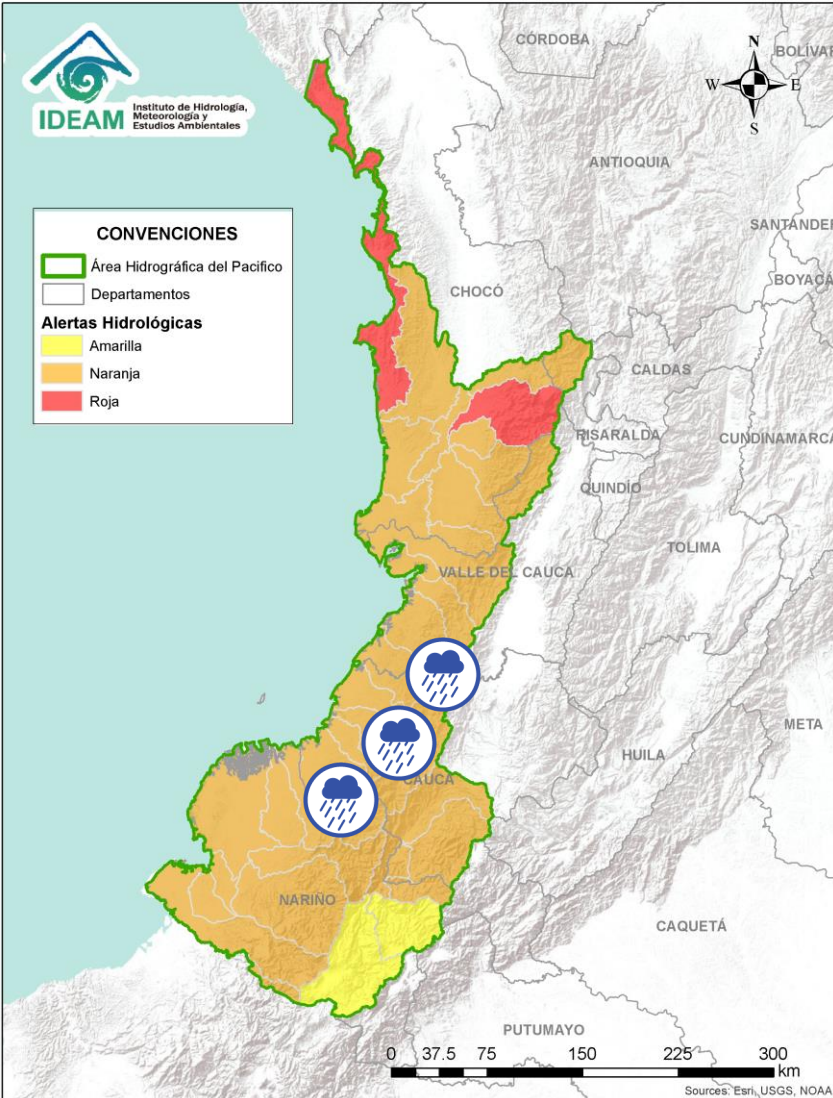 IDEAM
Instituto de Hidrología,
Meteorología y
Estudios Ambientales
CÓRDOBA
BOLÍVAR
N
W
E
S
ANTIOQUIA
CONVENCIONES
Área Hidrográfica del Pacifico
Departamentos
Alertas Hidrológicas
Amarilla
Naranja
Roja
SANTANDER
BOYACÁ
CHOCÓ
CALDAS
RISARALDA
CUNDINAMARCA
QUINDÍO
TOLIMA
VALLE DEL CAUCA
META
HUILA
CAUCA
NARIÑO
CAQUETÁ
PUTUMAYO
0 37.5 75 150 225 300
km
Sources: Esri, USGS, NOAA